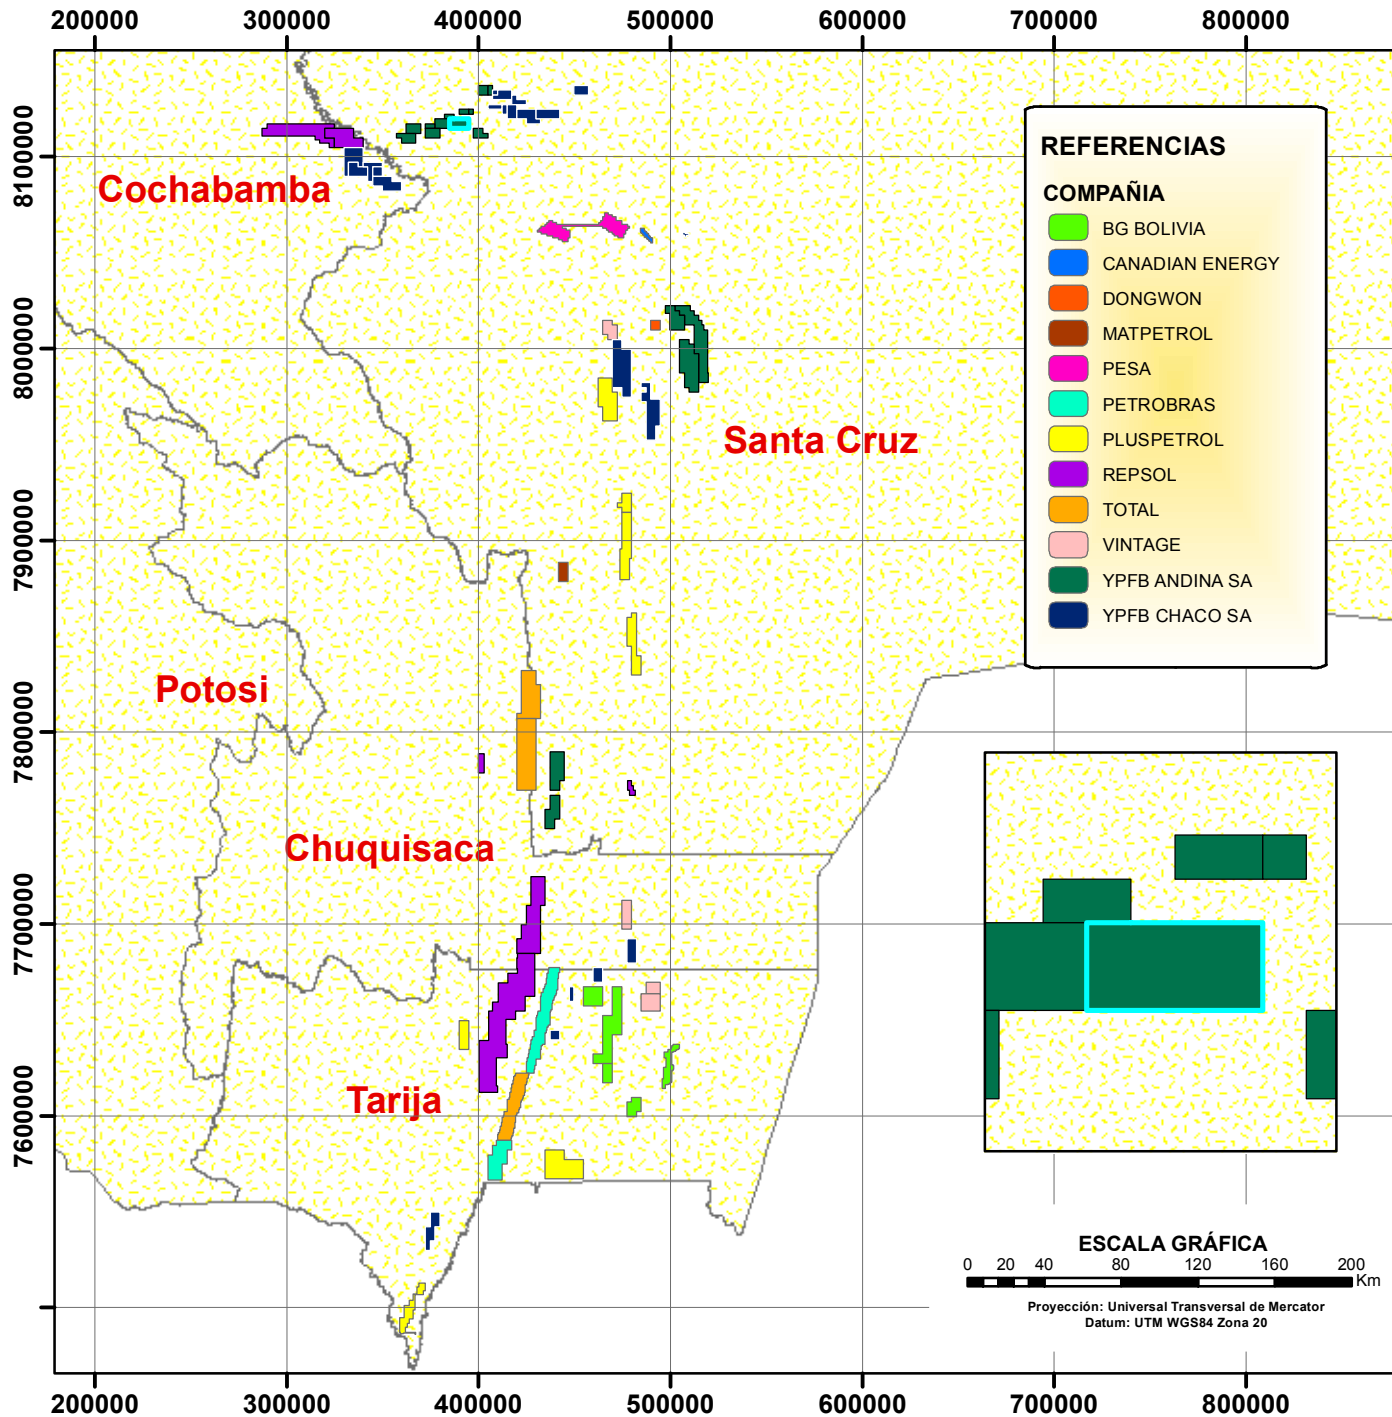 200000 300000 400000 500000 600000 700000 800000
8100000
8000000
7900000
7800000
7700000
7600000
Cochabamba
Santa Cruz
Potosi
Chuquisaca
Tarija
REFERENCIAS
COMPAÑIA
BG BOLIVIA
CANADIAN ENERGY
DONGWON
MATPETROL
PESA
PETROBRAS
PLUSPETROL
REPSOL
TOTAL
VINTAGE
YPFB ANDINA SA
YPFB CHACO SA
ESCALA GRÁFICA
0 20 40 80 120 160 200
Km
Proyección: Universal Transversal de Mercator
Datum: UTM WGS84 Zona 20
200000 300000 400000 500000 600000 700000 800000